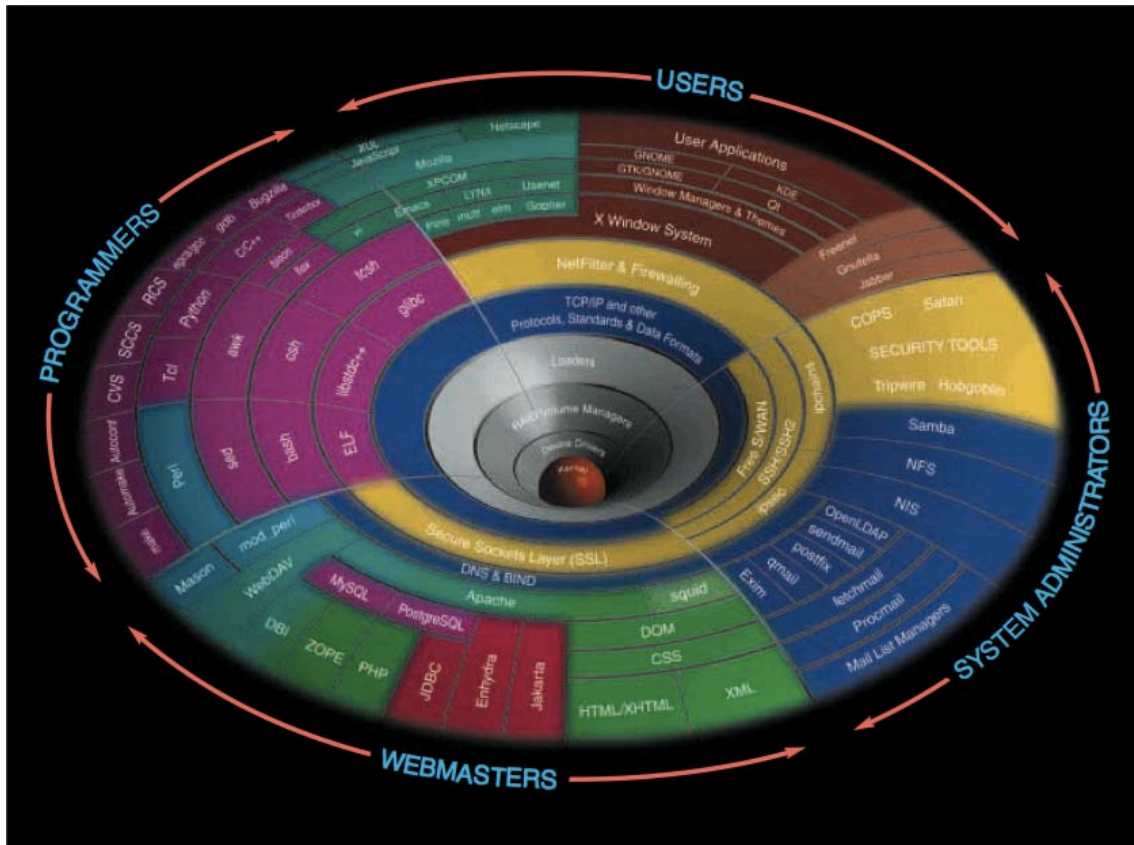 USERS
PROGRAMMERS
SYSTEM ADMINISTRATORS
WEBMASTERS
Netscape
XUL
JavaScript
Mozilla
XPCOM
Emacs
LYNX
Usenet
vi
pine
mutt
elm
Gopher
User Applications
GNOME
KDE
GTK/GNOME
Qt
Window Managers & Themes
X Window System
Freenet
Gnutella
Jabber
NetFilter & Firewalling
TCP/IP and other
Protocols, Standards & Data Formats
Loaders
RAID/Volume Managers
Device Drivers
Kernel
COPS
Satan
SECURITY TOOLS
Tripwire
Hobgoblin
ipchains
Free S/WAN
SSH/SSH2
ipsec
Samba
NFS
NIS
OpenLDAP
sendmail
postfix
qmail
Exim
fetchmail
Procmail
Mail List Managers
Bugzilla
gdb
egcs/gcc
RCS
SCCS
CVS
Autoconf
Automake
make
C/C++
Python
Tcl
Perl
bison
flex
awk
sed
tcsh
csh
bash
glibc
libstdc++
ELF
Secure Sockets Layer (SSL)
DNS & BIND
Apache
squid
mod_perl
Mason
WebDAV
DBI
MySQL
PostgreSQL
ZOPE
PHP
JDBC
Enhydra
Jakarta
DOM
CSS
HTML/XHTML
XML